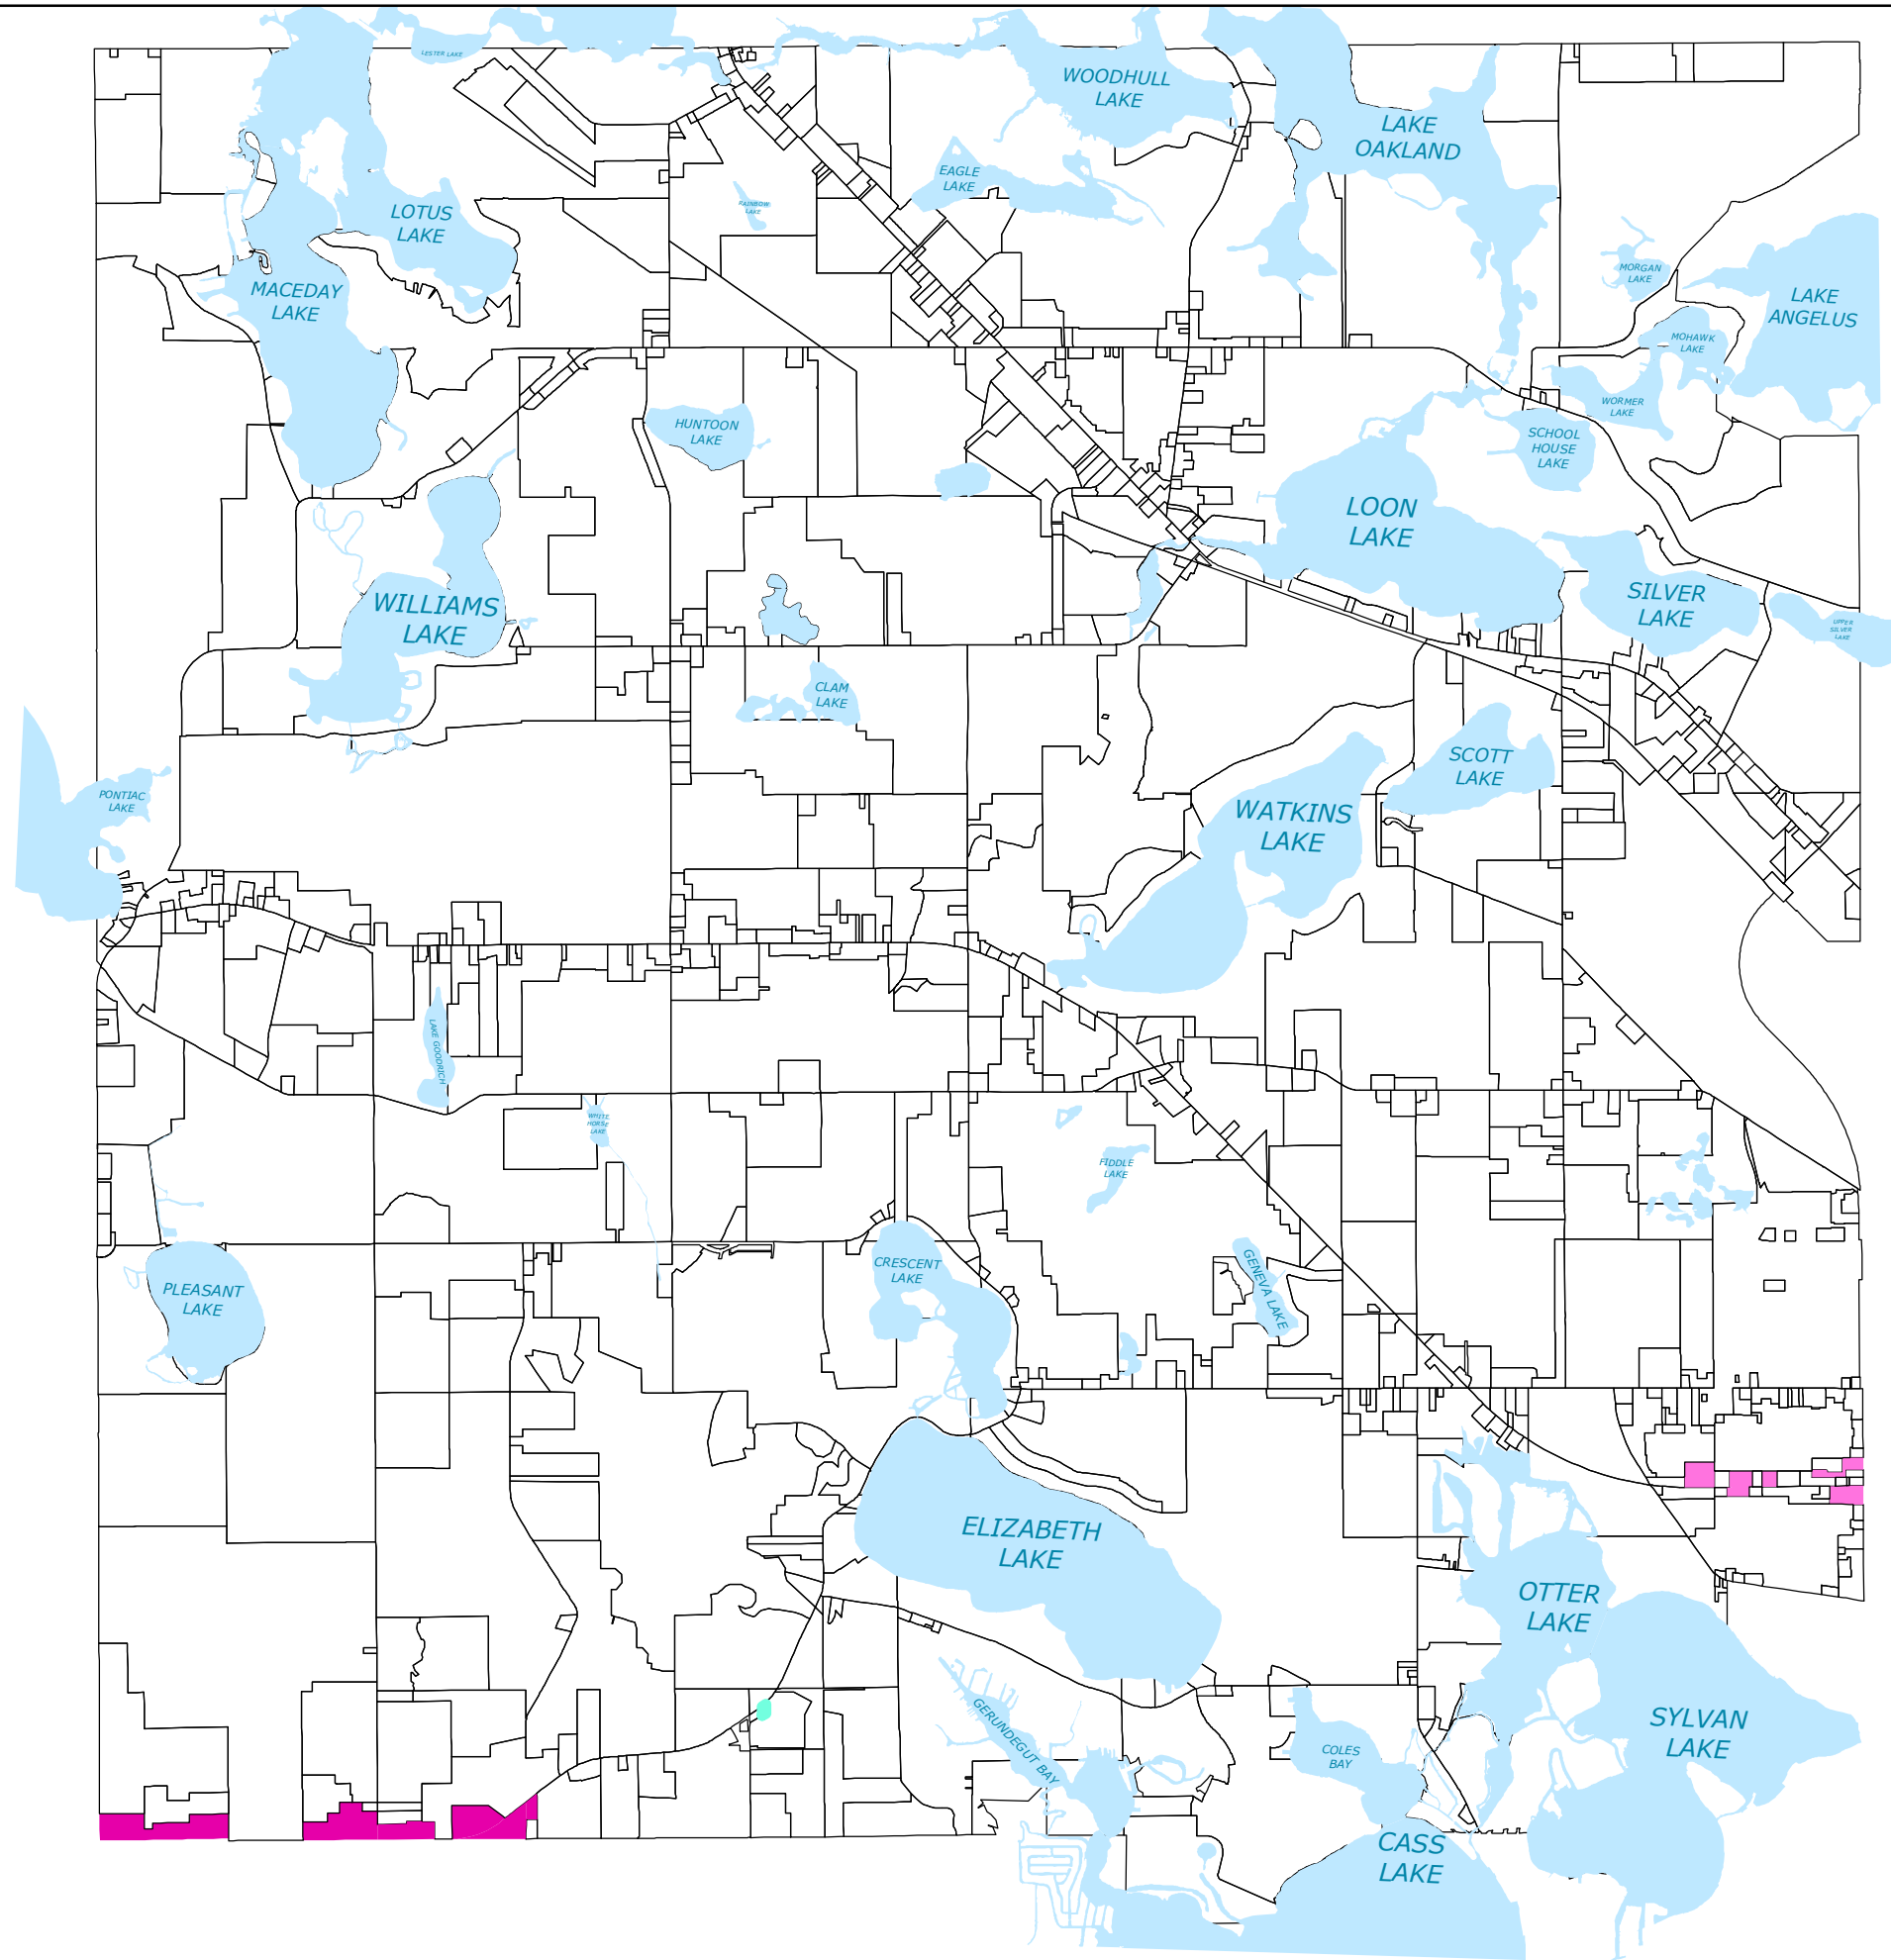 LESTER LAKE
WOODHULL
LAKE
LAKE
OAKLAND
EAGLE
LAKE
RAINBOW
LAKE
LOTUS
LAKE
MACEDAY
LAKE
MORGAN
LAKE
LAKE
ANGELUS
MOHAWK
LAKE
WORMER
LAKE
HUNTOON
LAKE
SCHOOL
HOUSE
LAKE
LOON
LAKE
WILLIAMS
LAKE
SILVER
LAKE
UPPER
SILVER
LAKE
CLAM
LAKE
SCOTT
LAKE
PONTIAC
LAKE
WATKINS
LAKE
LAKE GOODRICH
WHITE
HORSE
LAKE
FIDDLE
LAKE
CRESCENT
LAKE
GENEVA LAKE
PLEASANT
LAKE
ELIZABETH
LAKE
OTTER
LAKE
GERUNDEGUT BAY
SYLVAN
LAKE
COLES
BAY
CASS
LAKE